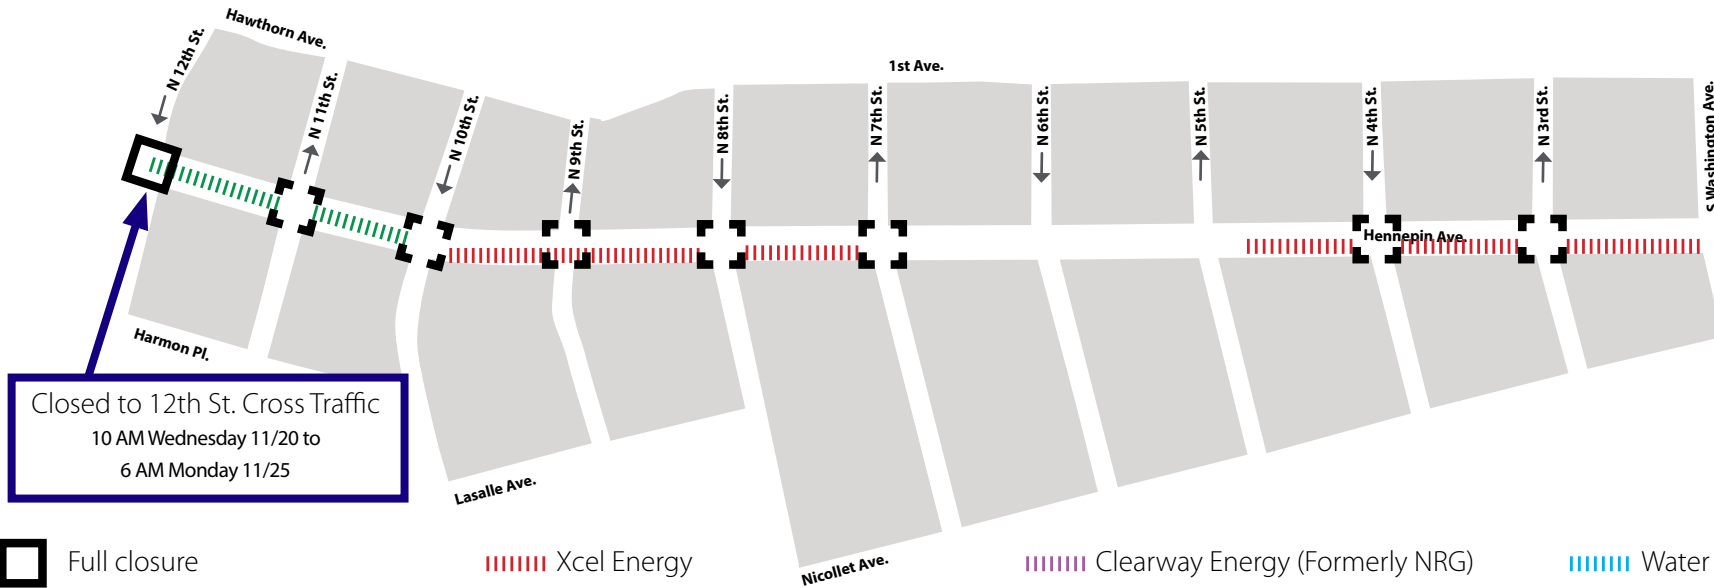 Hawthorn Ave.
N 12th St.
N 11th St.
N 10th St.
N 9th St.
N 8th St.
1st Ave.
N 7th St.
N 6th St.
N 5th St.
N 4th St.
N 3rd St.
S Washington Ave.
Hennepin Ave.
Harmon Pl.
Closed to 12th St. Cross Traffic
10 AM Wednesday 11/20 to
6 AM Monday 11/25
Lasalle Ave.
Nicollet Ave.
Full closure
Xcel Energy
Clearway Energy (Formerly NRG)
Water